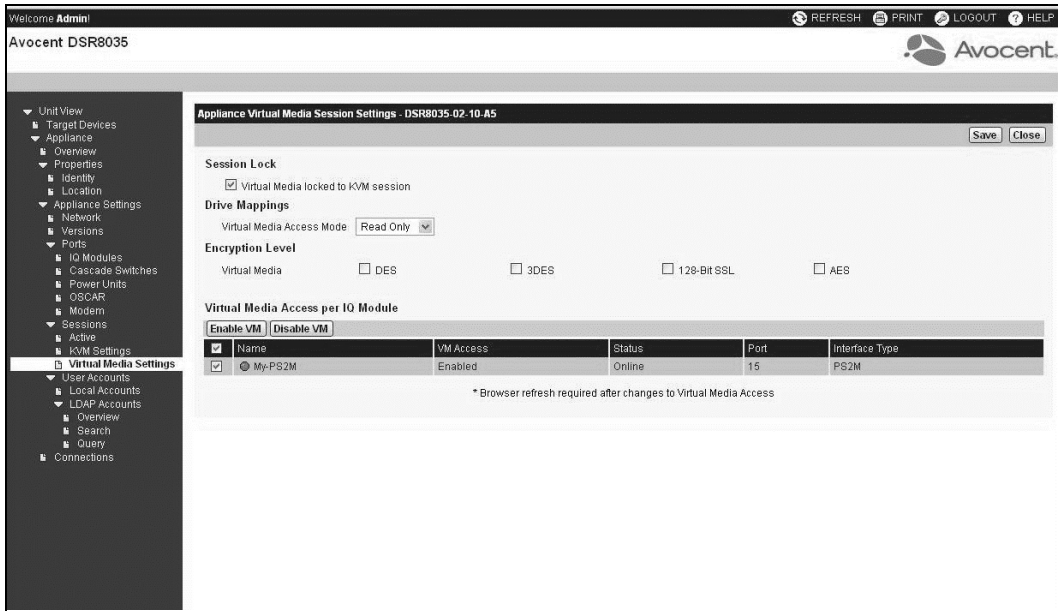 Welcome Admin!
REFRESH PRINT LOGOUT ? HELP
Avocent DSR8035
Avocent.
Unit View
Target Devices
Appliance
Overview
Properties
Identity
Location
Appliance Settings
Network
Versions
Ports
IQ Modules
Cascade Switches
Power Units
OSCAR
Modem
Sessions
Active
KVM Settings
Virtual Media Settings
User Accounts
Local Accounts
LDAP Accounts
Overview
Search
Query
Connections
Appliance Virtual Media Session Settings - DSR8035-02-10-A5
Save Close
Session Lock
Virtual Media locked to KVM session
Drive Mappings
Virtual Media Access Mode Read Only
Encryption Level
Virtual Media DES 3DES 128-Bit SSL AES
Virtual Media Access per IQ Module
Enable VM Disable VM
Name VM Access Status Port Interface Type
My-PS2M Enabled Online 15 PS2M
* Browser refresh required after changes to Virtual Media Access